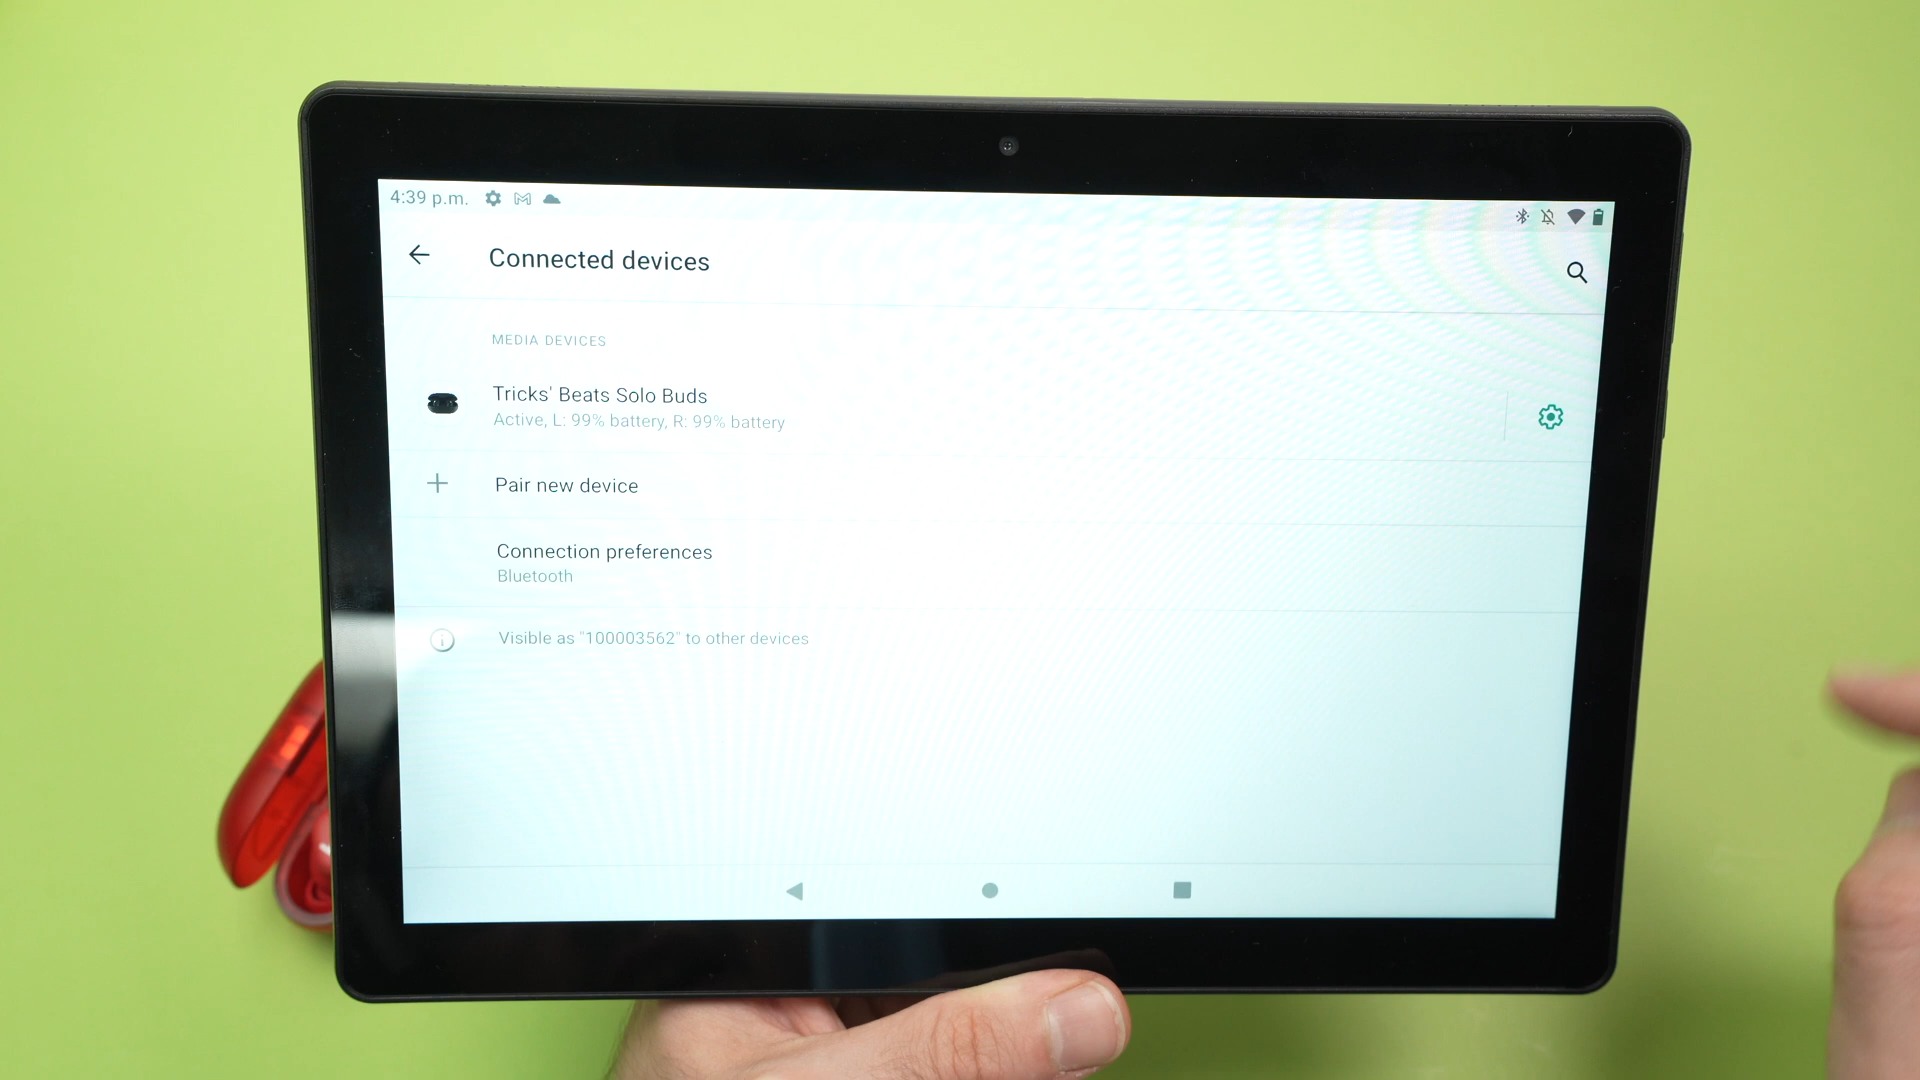 4:39 p.m.
Connected devices
MEDIA DEVICES
Tricks' Beats Solo Buds
Active, L: 99% battery, R: 99% battery
Pair new device
Connection preferences
Bluetooth
Visible as "100003562" to other devices